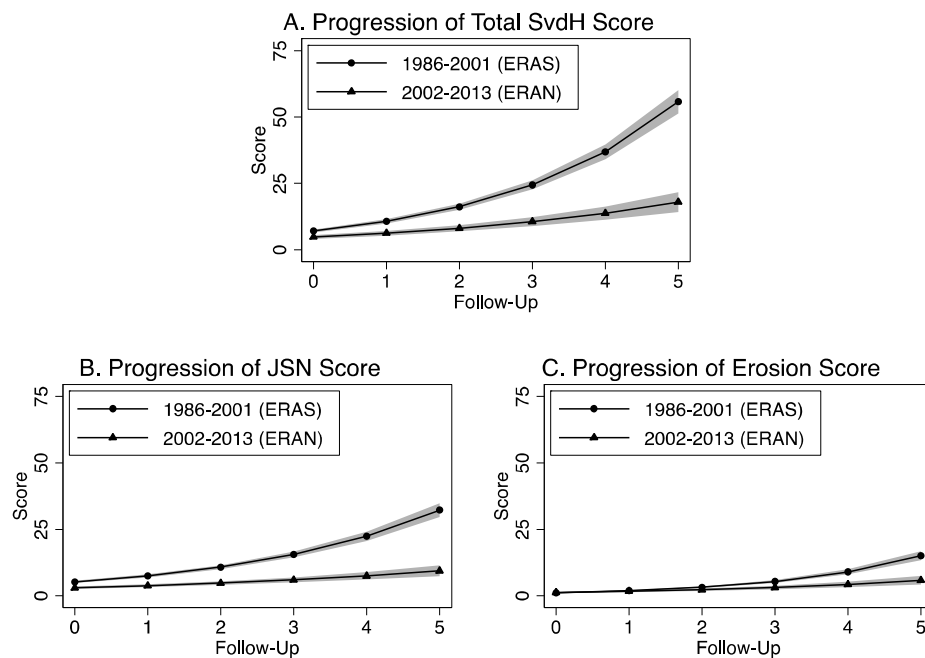 A. Progression of Total SvdH Score
75
50
25
0
Score
1986-2001 (ERAS)
2002-2013 (ERAN)
0 1 2 3 4 5
Follow-Up
B. Progression of JSN Score
75
50
25
0
Score
1986-2001 (ERAS)
2002-2013 (ERAN)
0 1 2 3 4 5
Follow-Up
C. Progression of Erosion Score
75
50
25
0
Score
1986-2001 (ERAS)
2002-2013 (ERAN)
0 1 2 3 4 5
Follow-Up